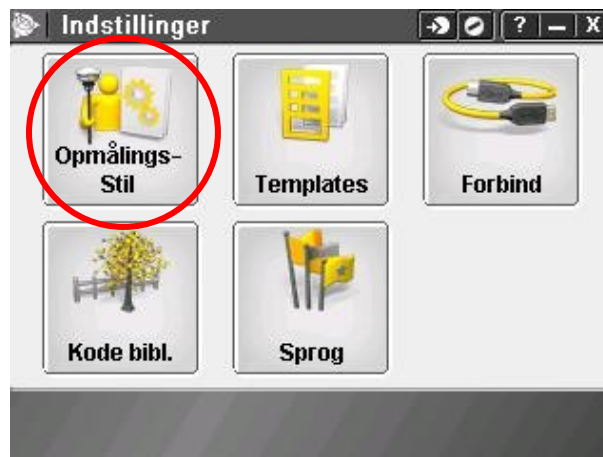 Indstillinger
? – X
Opmålings-
Stil
Templates
Forbind
Kode bibl.
Sprog